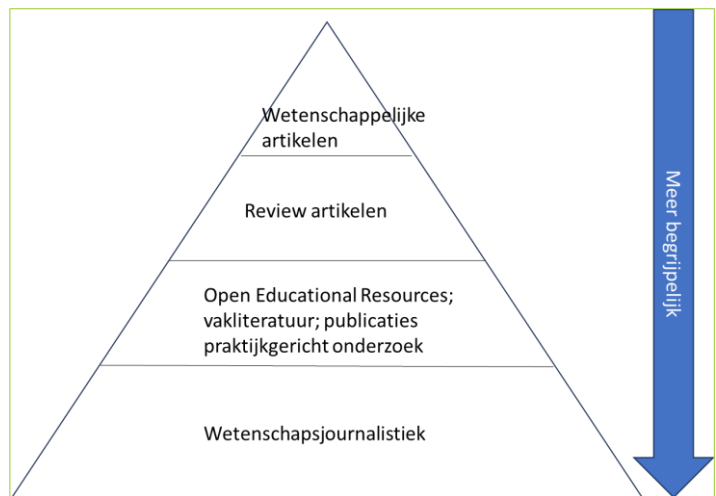 Wetenschappelijke
artikelen
Review artikelen
Open Educational Resources;
vakliteratuur; publicaties
praktijkgericht onderzoek
Wetenschapsjournalistiek
Meer begrijpelijk